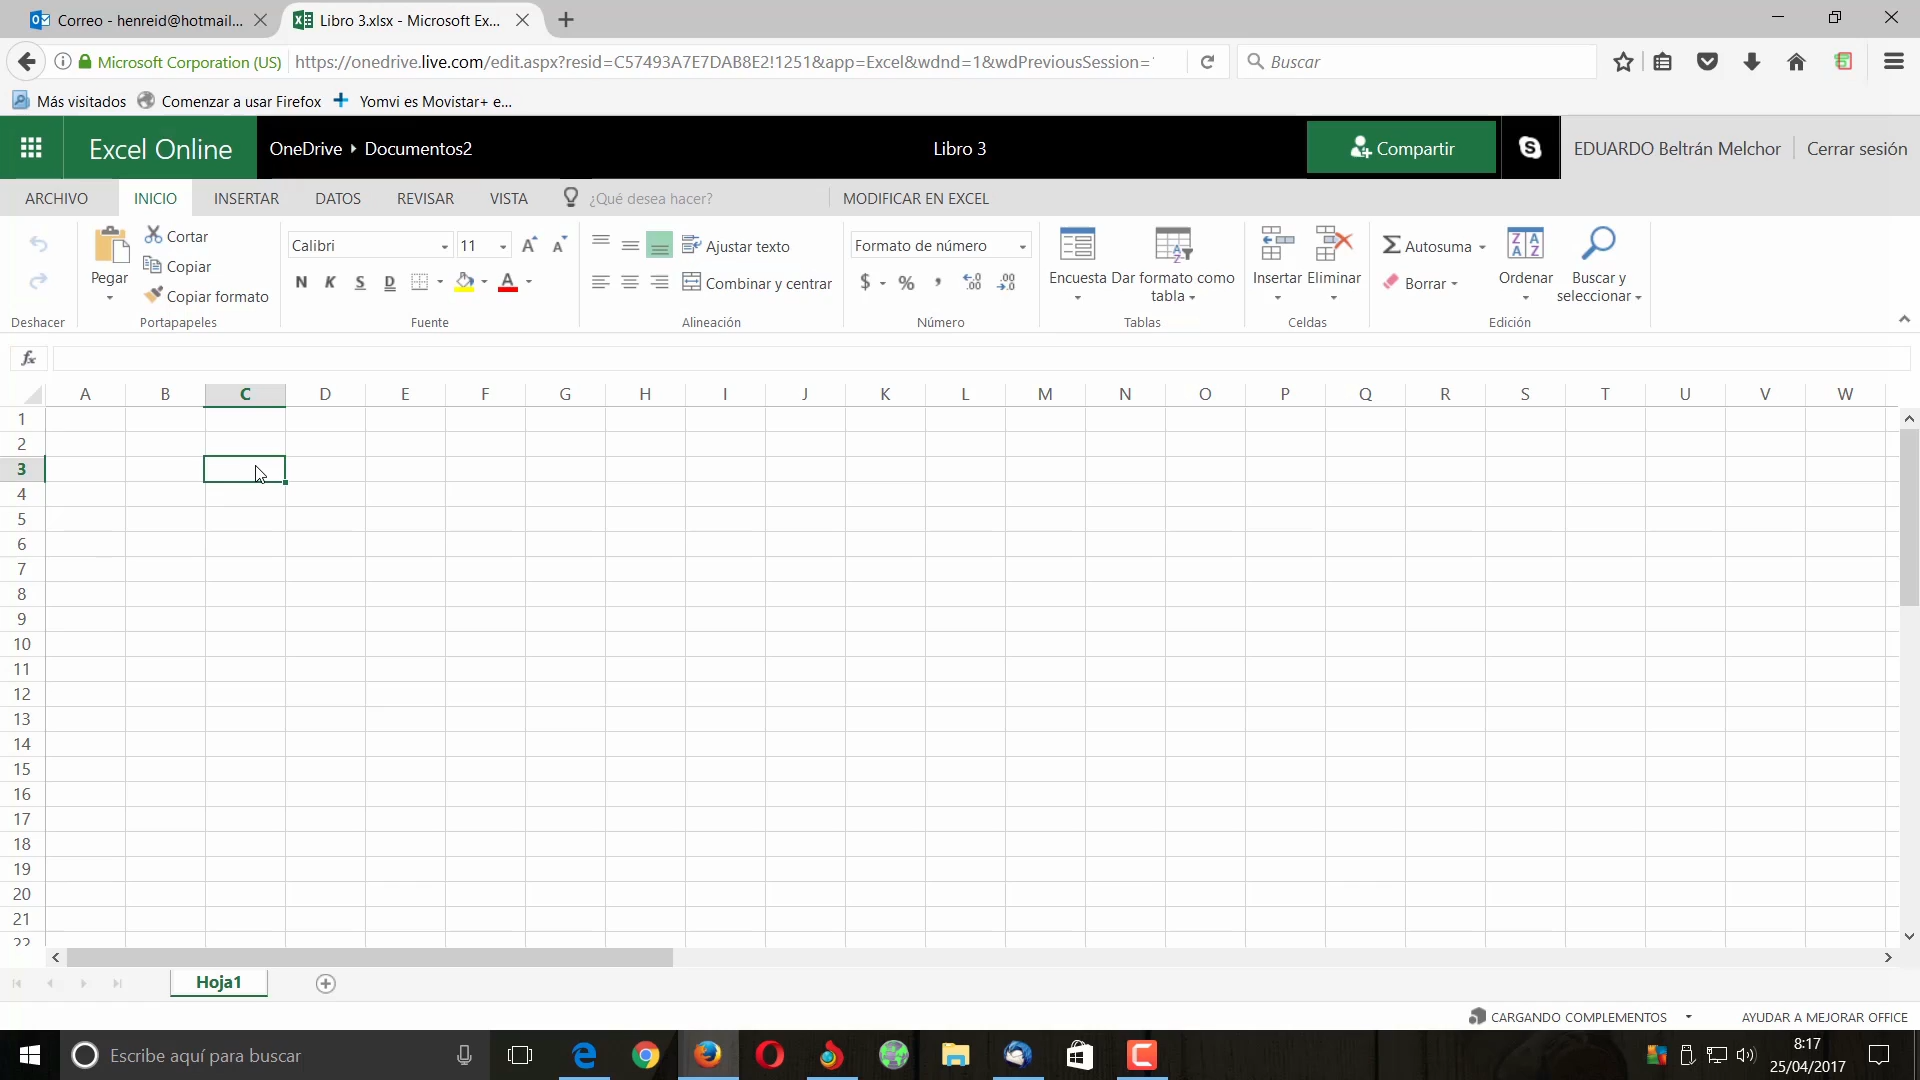 Correo - henreid@hotmail...
Libro 3.xlsx - Microsoft Ex...
Microsoft Corporation (US)
https://onedrive.live.com/edit.aspx?resid=C57493A7E7DAB8E2!1251&app=Excel&wdnd=1&wdPreviousSession=
Buscar
Más visitados
Comenzar a usar Firefox
Yomvi es Movistar+ e...
Excel Online
OneDrive
Documentos2
Libro 3
Compartir
EDUARDO Beltrán Melchor
Cerrar sesión
ARCHIVO
INICIO
INSERTAR
DATOS
REVISAR
VISTA
¿Qué desea hacer?
MODIFICAR EN EXCEL
Pegar
Cortar
Copiar
Copiar formato
Calibri
11
A
A
N K S D
A
Ajustar texto
Combinar y centrar
Formato de número
$ % , ,00 ,00
Encuesta
Dar formato como
tabla
Insertar
Eliminar
Σ Autosuma
Borrar
Ordenar
Buscar y
seleccionar
Deshacer
Portapapeles
Fuente
Alineación
Número
Tablas
Celdas
Edición
fx
A B C D E F G H I J K L M N O P Q R S T U V W
1
2
3
4
5
6
7
8
9
10
11
12
13
14
15
16
17
18
19
20
21
22
Hoja1
CARGANDO COMPLEMENTOS
AYUDAR A MEJORAR OFFICE
Escribe aquí para buscar
8:17
25/04/2017